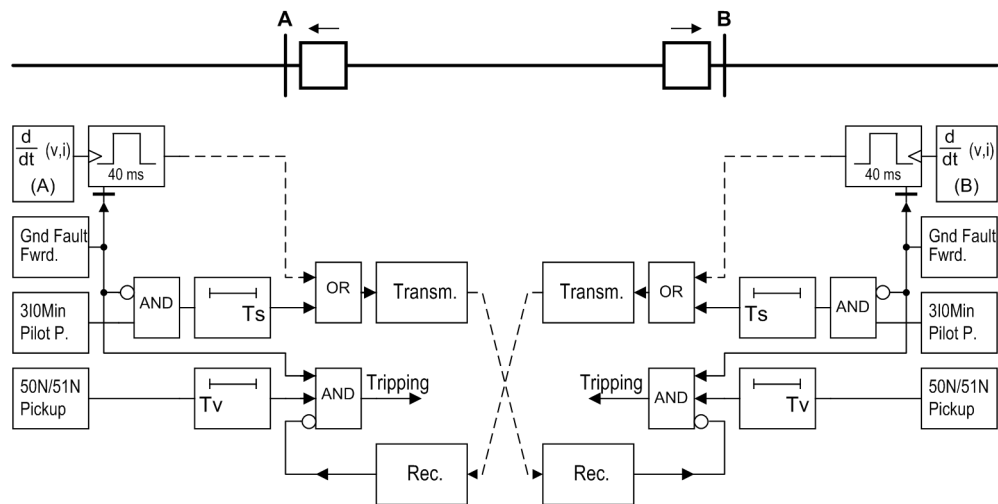 A
B
d
dt
(v,i)
(A)
40 ms
40 ms
d
dt
(v,i)
(B)
Gnd Fault
Fwrd.
Gnd Fault
Fwrd.
3I0Min
Pilot P.
AND
Ts
OR
Transm.
Transm.
OR
Ts
AND
3I0Min
Pilot P.
50N/51N
Pickup
Tv
AND
Tripping
Tripping
AND
Tv
50N/51N
Pickup
Rec.
Rec.